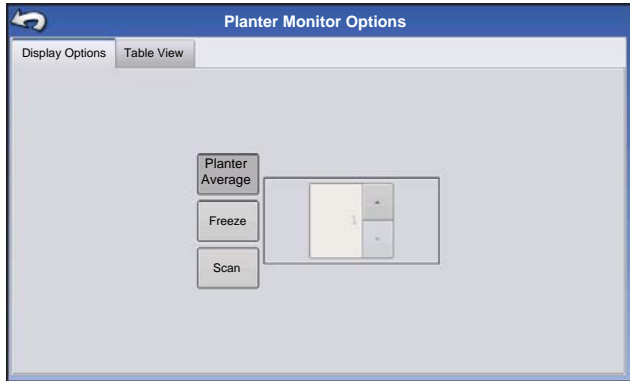 Planter Monitor Options
Display Options Table View
Planter
Average
Freeze
1
Scan